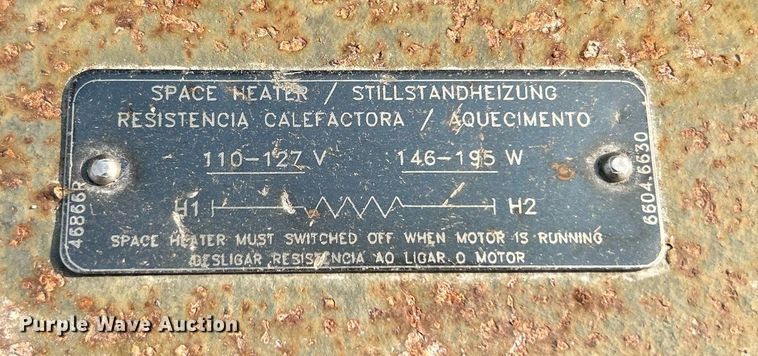 SPACE HEATER / STILLSTANDHEIZUNG
RESISTENCIA CALEFACTORA / AQUECIMENTO
110-127 V 146-195 W
H1 H2
SPACE HEATER MUST SWITCHED OFF WHEN MOTOR IS RUNNING
DESLIGAR RESISTENCIA AO LIGAR O MOTOR
46866R
6604.6630
Purple Wave Auction